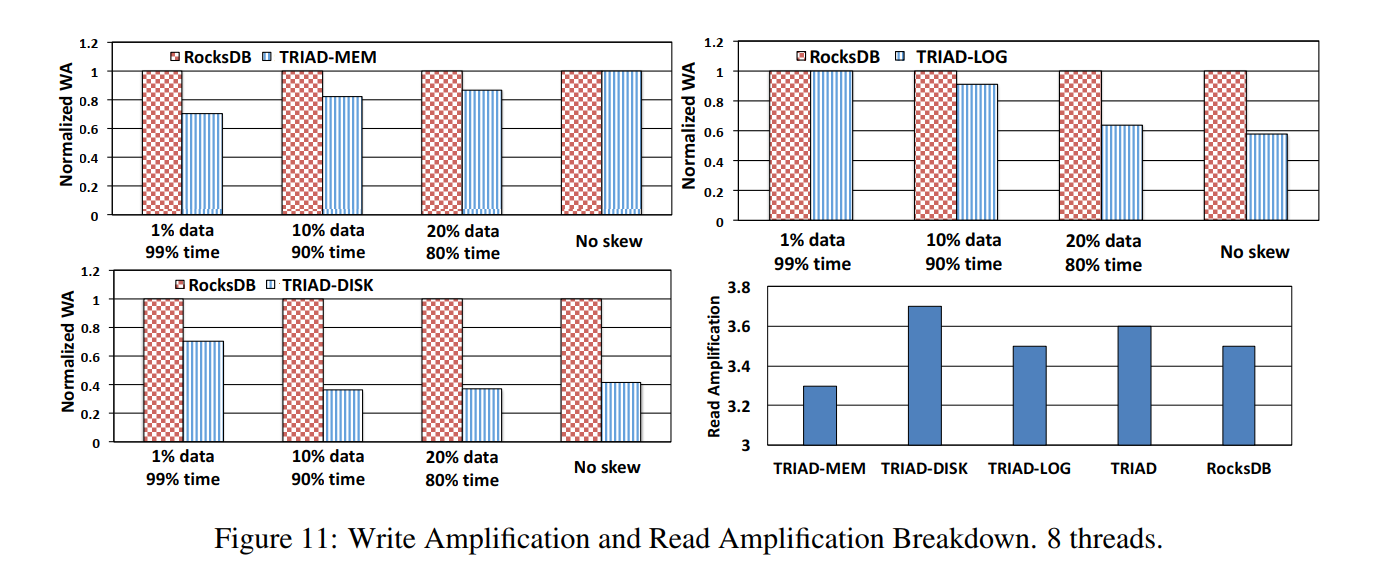 1.2
1
0.8
0.6
0.4
0.2
0
Normalized WA
RocksDB TRIAD-MEM
1% data
99% time
10% data
90% time
20% data
80% time
No skew
1.2
1
0.8
0.6
0.4
0.2
0
Normalized WA
RocksDB TRIAD-LOG
1% data
99% time
10% data
90% time
20% data
80% time
No skew
1.2
1
0.8
0.6
0.4
0.2
0
Normalized WA
RocksDB TRIAD-DISK
1% data
99% time
10% data
90% time
20% data
80% time
No skew
3.8
3.6
3.4
3.2
3
Read Amplification
TRIAD-MEM TRIAD-DISK TRIAD-LOG TRIAD RocksDB
Figure 11: Write Amplification and Read Amplification Breakdown. 8 threads.